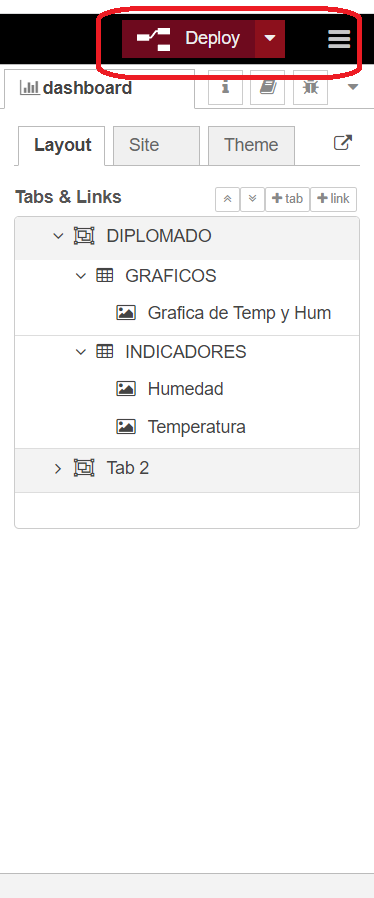 Deploy
dashboard
Layout Site Theme
Tabs & Links +tab +link
DIPLOMADO
GRAFICOS
Grafica de Temp y Hum
INDICADORES
Humedad
Temperatura
Tab 2